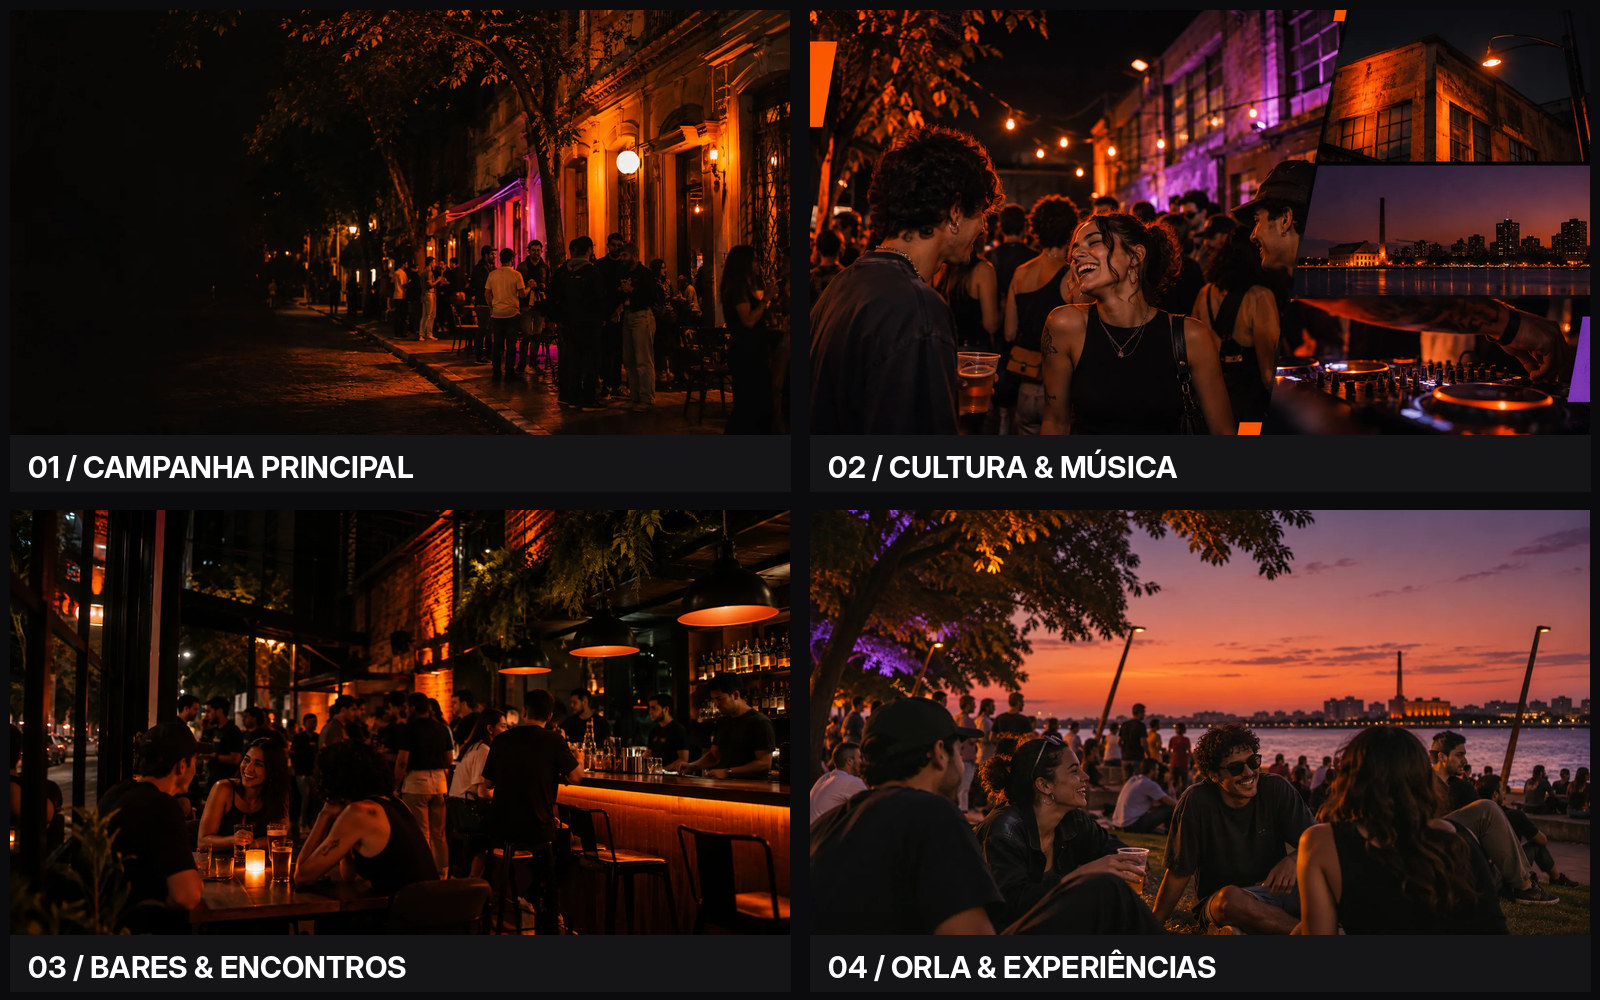 01 / CAMPANHA PRINCIPAL
02 / CULTURA & MÚSICA
03 / BARES & ENCONTROS
04 / ORLA & EXPERIÊNCIAS